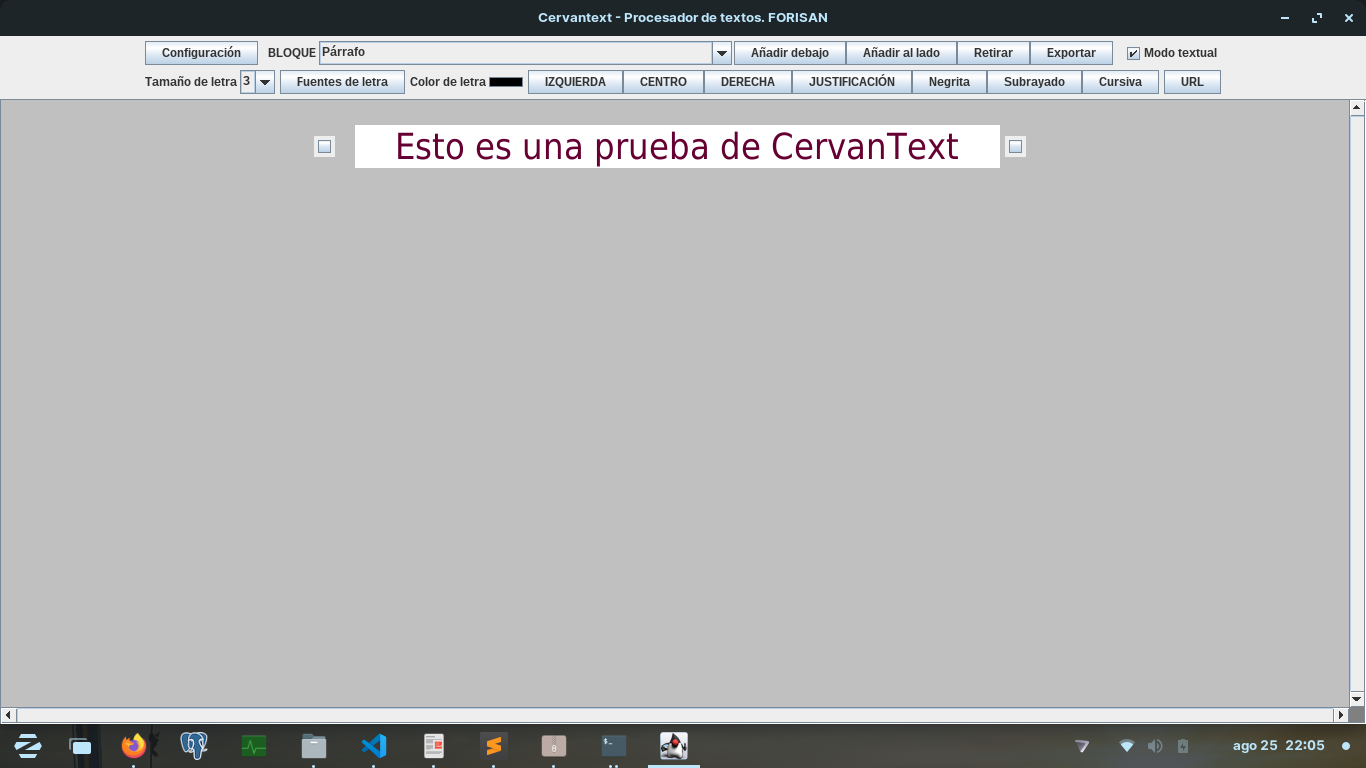 Cervantext - Procesador de textos. FORISAN
Configuración BLOQUE Párrafo Añadir debajo Añadir al lado Retirar Exportar Modo textual
Tamaño de letra 3 Fuentes de letra Color de letra IZQUIERDA CENTRO DERECHA JUSTIFICACIÓN Negrita Subrayado Cursiva URL
Esto es una prueba de CervanText
ago 25 22:05